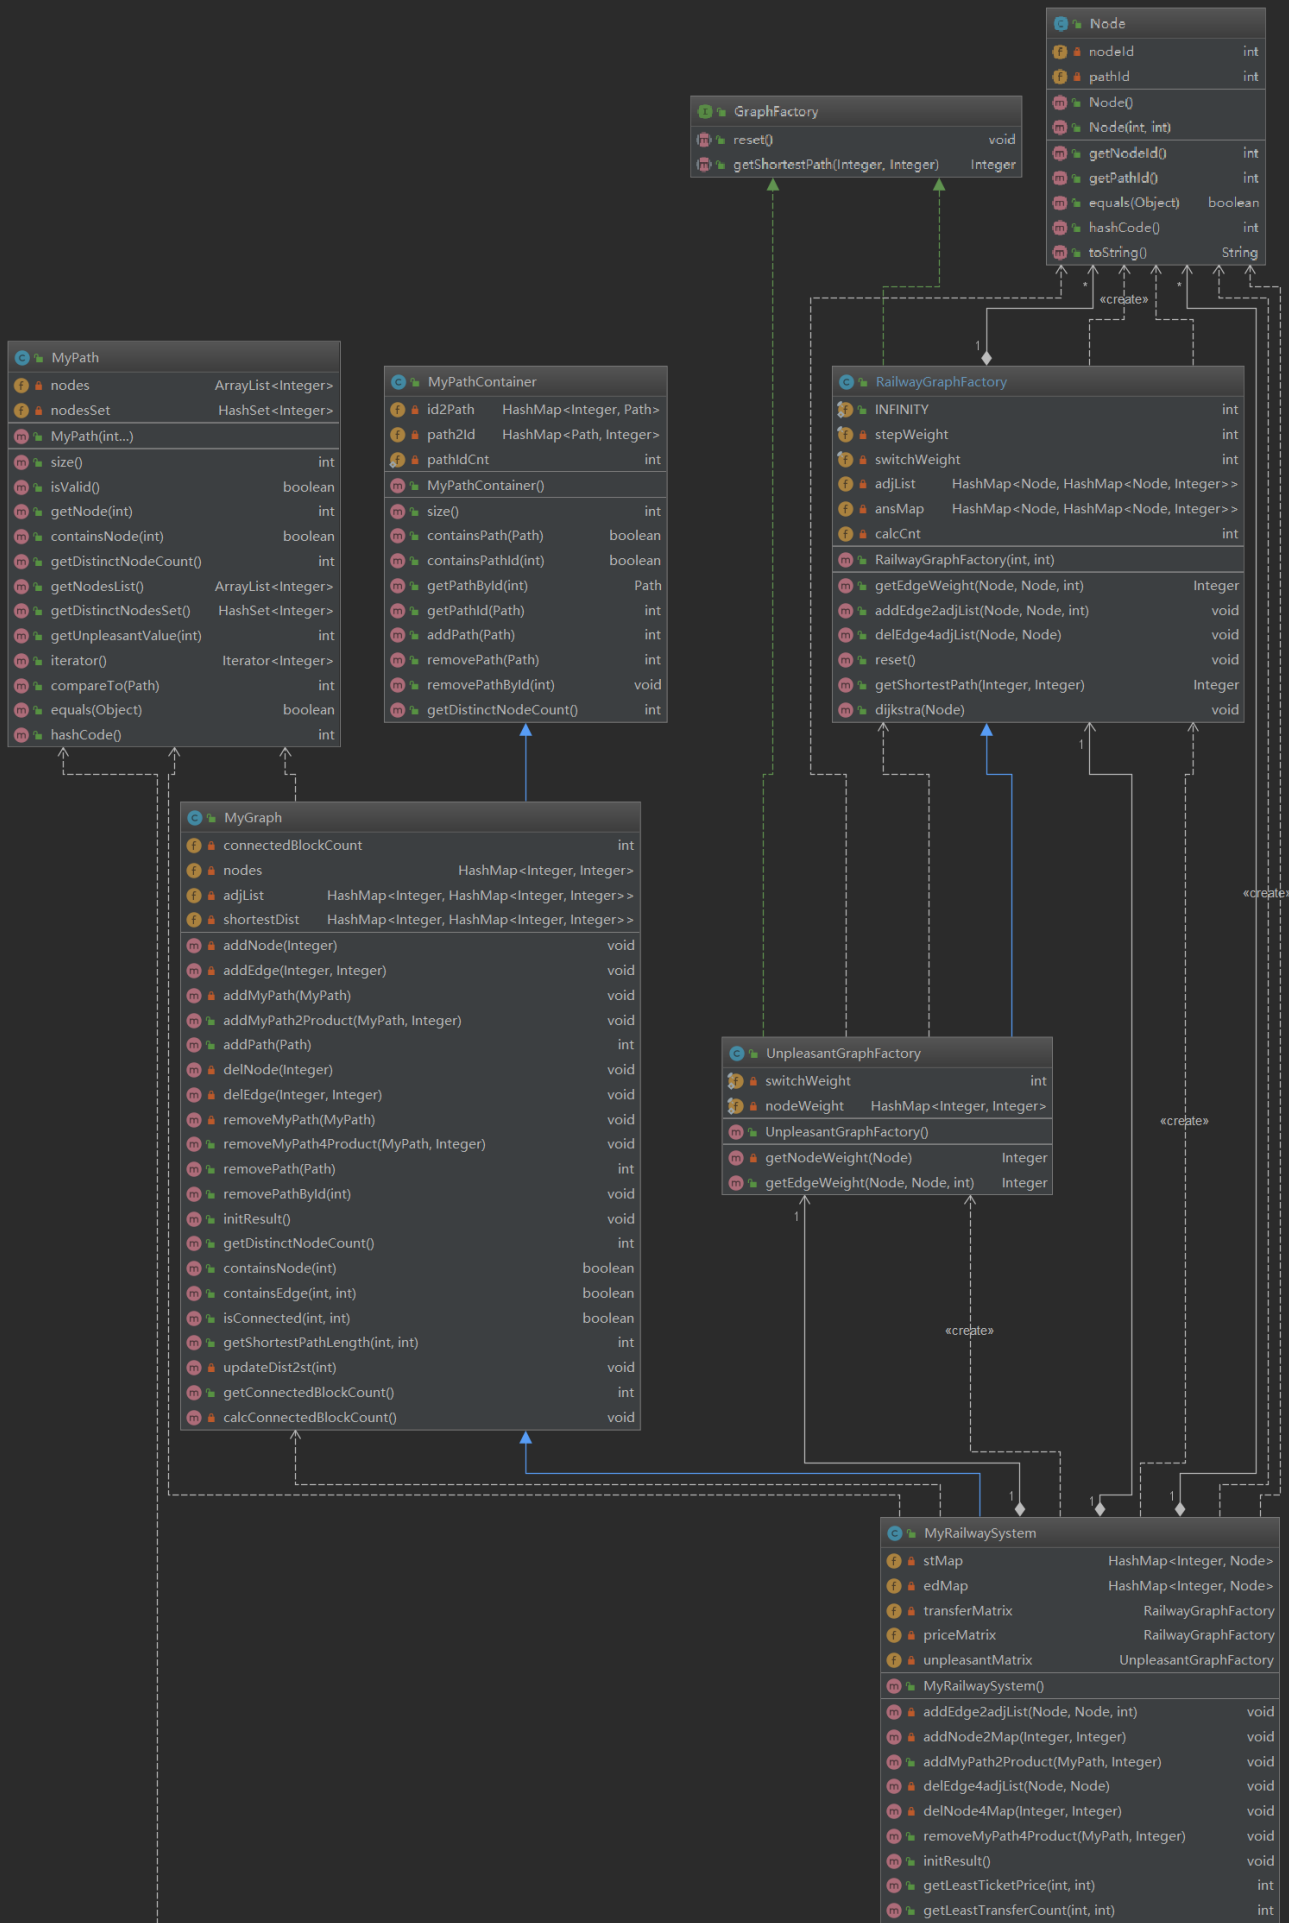 Node
nodeId int
pathId int
Node()
Node(int, int)
getNodeId() int
getPathId() int
equals(Object) boolean
hashCode() int
toString() String
GraphFactory
reset() void
getShortestPath(Integer, Integer) Integer
*
*
«create»
1
MyPath
nodes ArrayList<Integer>
nodesSet HashSet<Integer>
MyPath(int...)
size() int
isValid() boolean
getNode(int) int
containsNode(int) boolean
getDistinctNodeCount() int
getNodesList() ArrayList<Integer>
getDistinctNodesSet() HashSet<Integer>
getUnpleasantValue(int) int
iterator() Iterator<Integer>
compareTo(Path) int
equals(Object) boolean
hashCode() int
MyPathContainer
id2Path HashMap<Integer, Path>
path2Id HashMap<Path, Integer>
pathIdCnt int
MyPathContainer()
size() int
containsPath(Path) boolean
containsPathId(int) boolean
getPathById(int) Path
getPathId(Path) int
addPath(Path) int
removePath(Path) int
removePathById(int) void
getDistinctNodeCount() int
RailwayGraphFactory
INFINITY int
stepWeight int
switchWeight int
adjList HashMap<Node, HashMap<Node, Integer>>
ansMap HashMap<Node, HashMap<Node, Integer>>
calcCnt int
RailwayGraphFactory(int, int)
getEdgeWeight(Node, Node, int) Integer
addEdge2adjList(Node, Node, int) void
delEdge4adjList(Node, Node) void
reset() void
getShortestPath(Integer, Integer) Integer
dijkstra(Node) void
1
MyGraph
connectedBlockCount int
nodes HashMap<Integer, Integer>
adjList HashMap<Integer, HashMap<Integer, Integer>>
shortestDist HashMap<Integer, HashMap<Integer, Integer>>
addNode(Integer) void
addEdge(Integer, Integer) void
addMyPath(MyPath) void
addMyPath2Product(MyPath, Integer) void
addPath(Path) int
delNode(Integer) void
delEdge(Integer, Integer) void
removeMyPath(MyPath) void
removeMyPath4Product(MyPath, Integer) void
removePath(Path) int
removePathById(int) void
initResult() void
getDistinctNodeCount() int
containsNode(int) boolean
containsEdge(int, int) boolean
isConnected(int, int) boolean
getShortestPathLength(int, int) int
updateDist2st(int) void
getConnectedBlockCount() int
calcConnectedBlockCount() void
«create»
UnpleasantGraphFactory
switchWeight int
nodeWeight HashMap<Integer, Integer>
UnpleasantGraphFactory()
getNodeWeight(Node) Integer
getEdgeWeight(Node, Node, int) Integer
«create»
1
«create»
1
1
1
MyRailwaySystem
stMap HashMap<Integer, Node>
edMap HashMap<Integer, Node>
transferMatrix RailwayGraphFactory
priceMatrix RailwayGraphFactory
unpleasantMatrix UnpleasantGraphFactory
MyRailwaySystem()
addEdge2adjList(Node, Node, int) void
addNode2Map(Integer, Integer) void
addMyPath2Product(MyPath, Integer) void
delEdge4adjList(Node, Node) void
delNode4Map(Integer, Integer) void
removeMyPath4Product(MyPath, Integer) void
initResult() void
getLeastTicketPrice(int, int) int
getLeastTransferCount(int, int) int